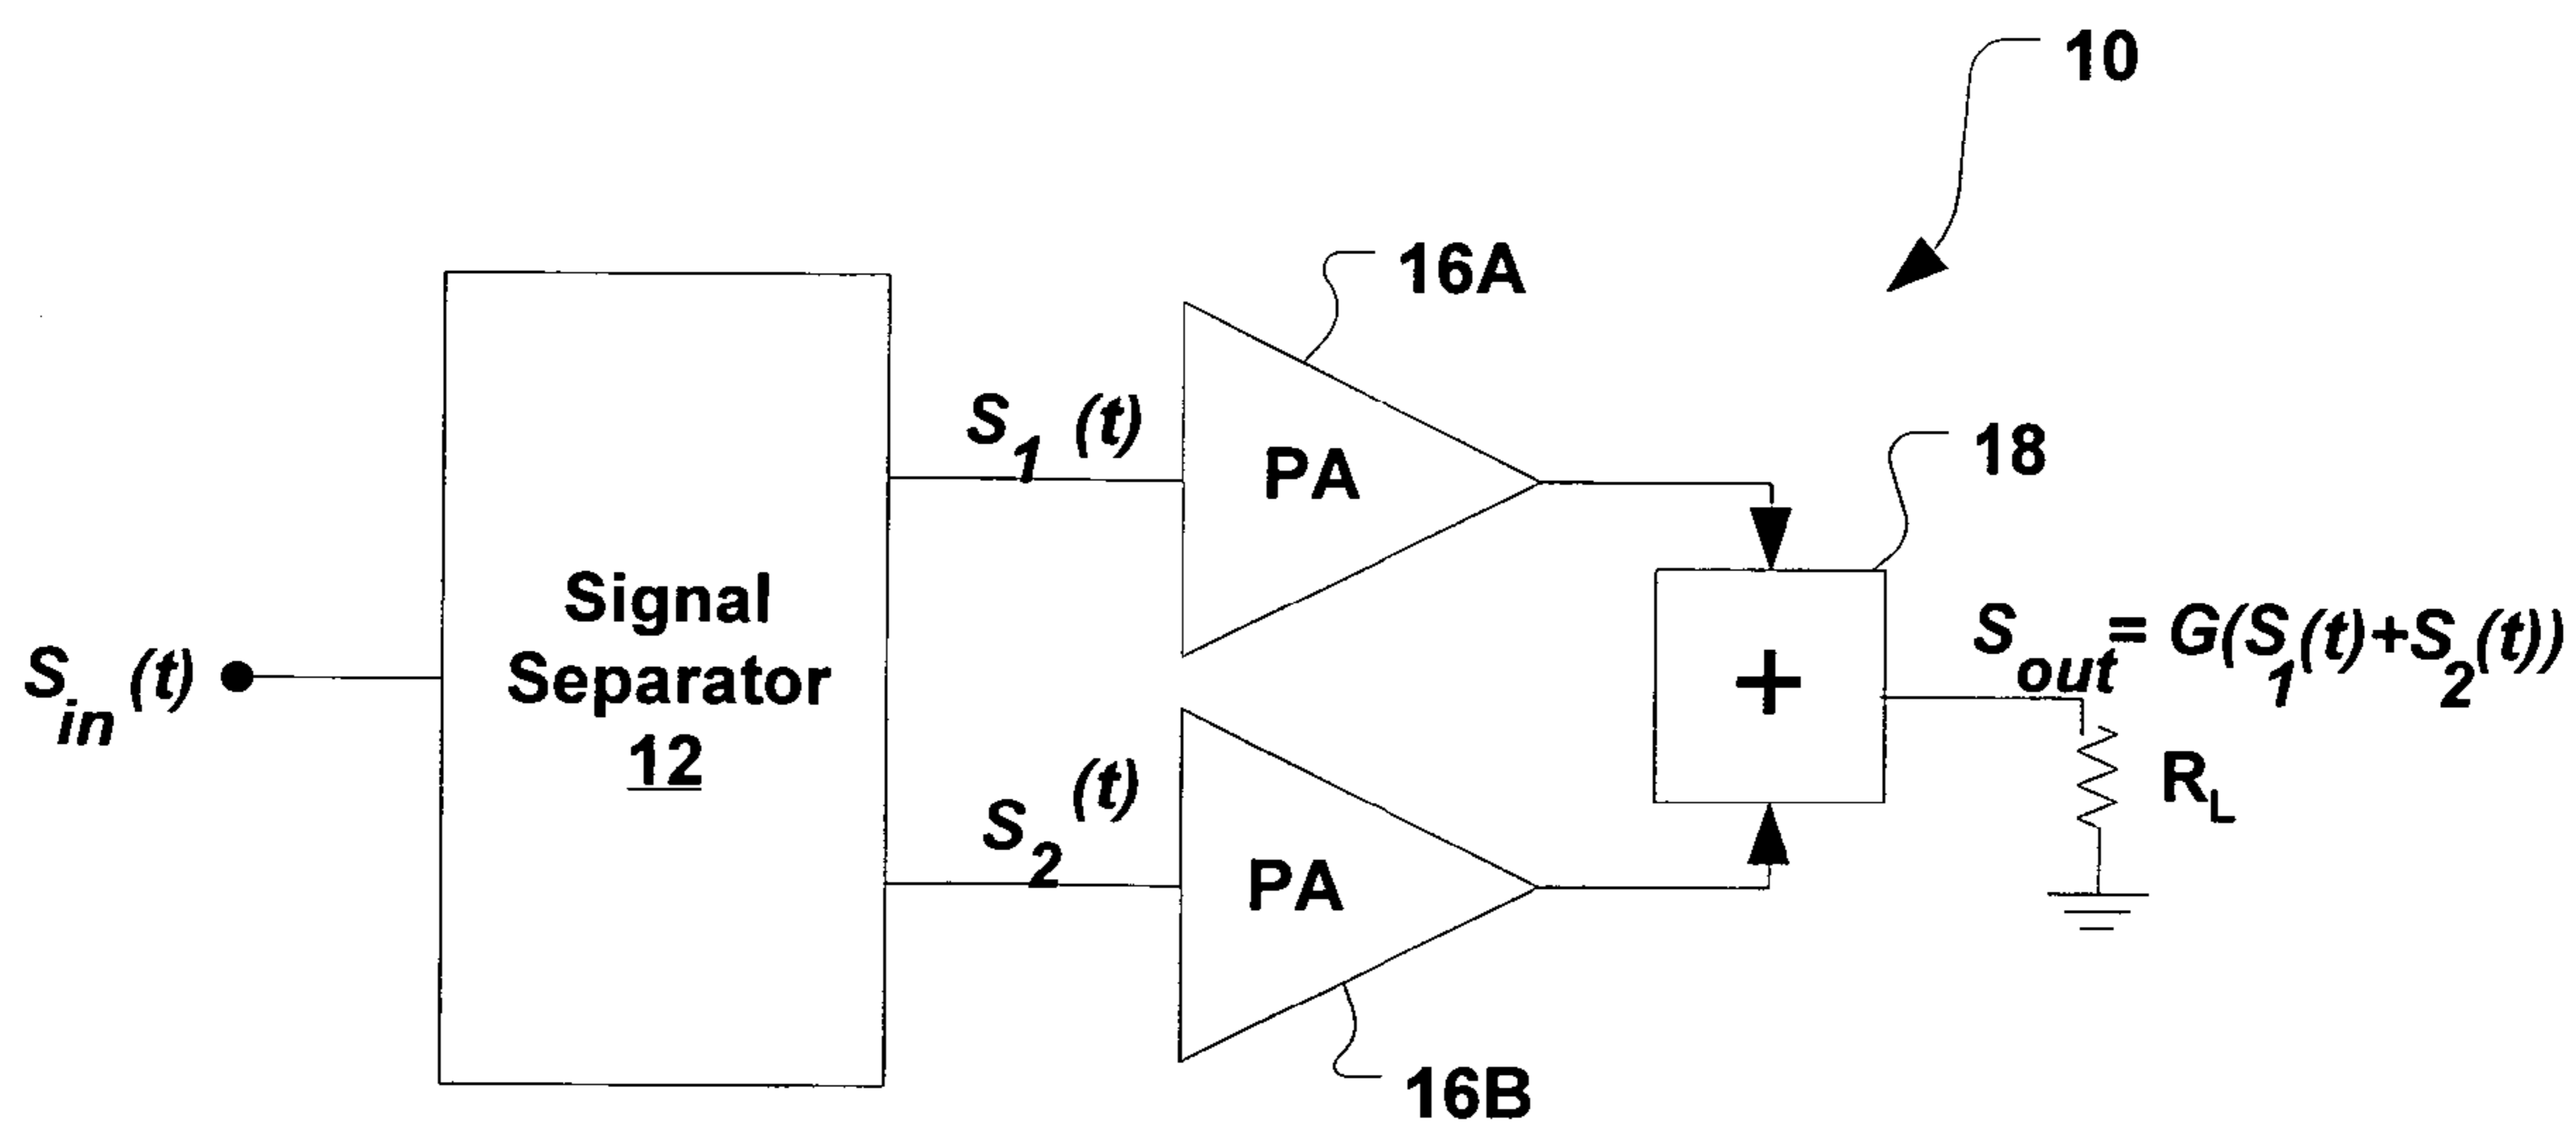 10
16A
S1 (t)
PA
18
Signal
Separator
12
Sin (t)
+
Sout = G(S1(t)+S2(t))
RL
S2 (t)
PA
16B